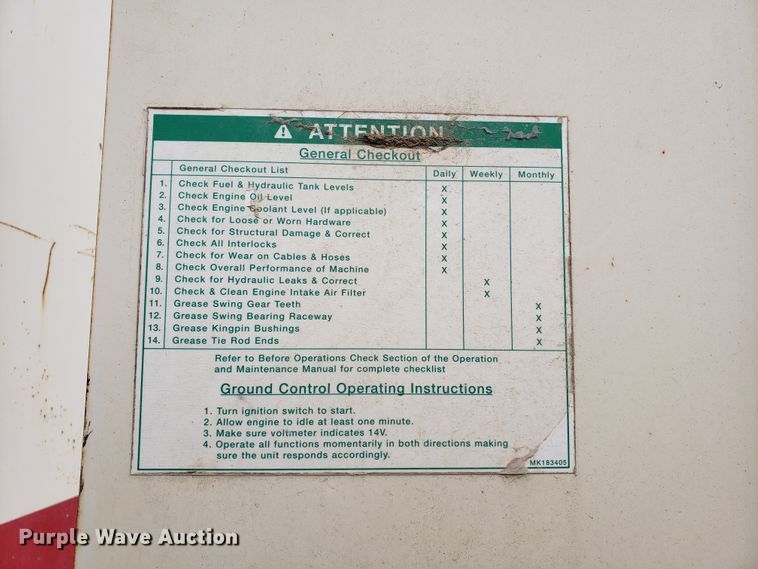 ATTENTION
General Checkout
General Checkout List Daily Weekly Monthly
1. Check Fuel & Hydraulic Tank Levels X
2. Check Engine Oil Level X
3. Check Engine Coolant Level (If applicable) X
4. Check for Loose or Worn Hardware X
5. Check for Structural Damage & Correct X
6. Check All Interlocks X
7. Check for Wear on Cables & Hoses X
8. Check Overall Performance of Machine X
9. Check for Hydraulic Leaks & Correct X
10. Check & Clean Engine Intake Air Filter X
11. Grease Swing Gear Teeth X
12. Grease Swing Bearing Raceway X
13. Grease Kingpin Bushings X
14. Grease Tie Rod Ends X
Refer to Before Operations Check Section of the Operation
and Maintenance Manual for complete checklist
Ground Control Operating Instructions
1. Turn ignition switch to start.
2. Allow engine to idle at least one minute.
3. Make sure voltmeter indicates 14V.
4. Operate all functions momentarily in both directions making
sure the unit responds accordingly.
MK183405
Purple Wave Auction